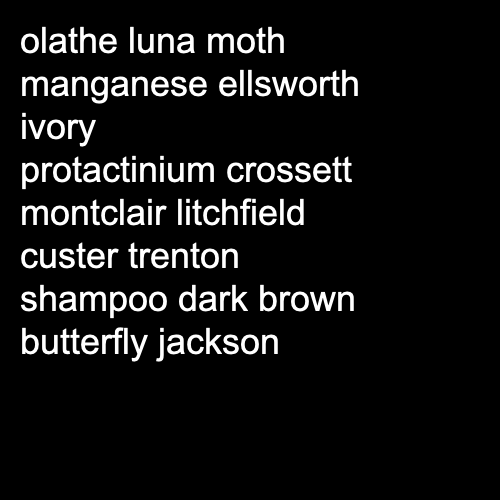 olathe luna moth
manganese ellsworth
ivory
protactinium crossett
montclair litchfield
custer trenton
shampoo dark brown
butterfly jackson